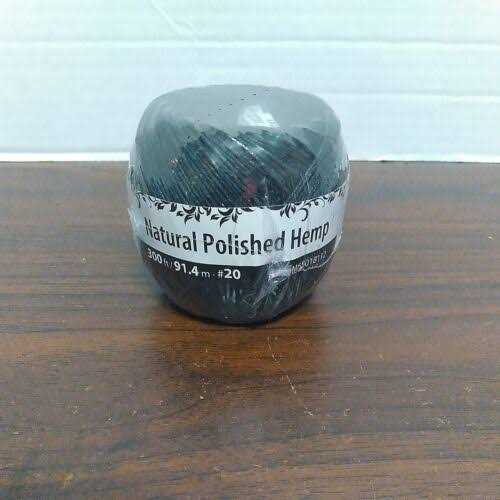 Natural Polished Hemp
300 ft / 91.4 m - #20